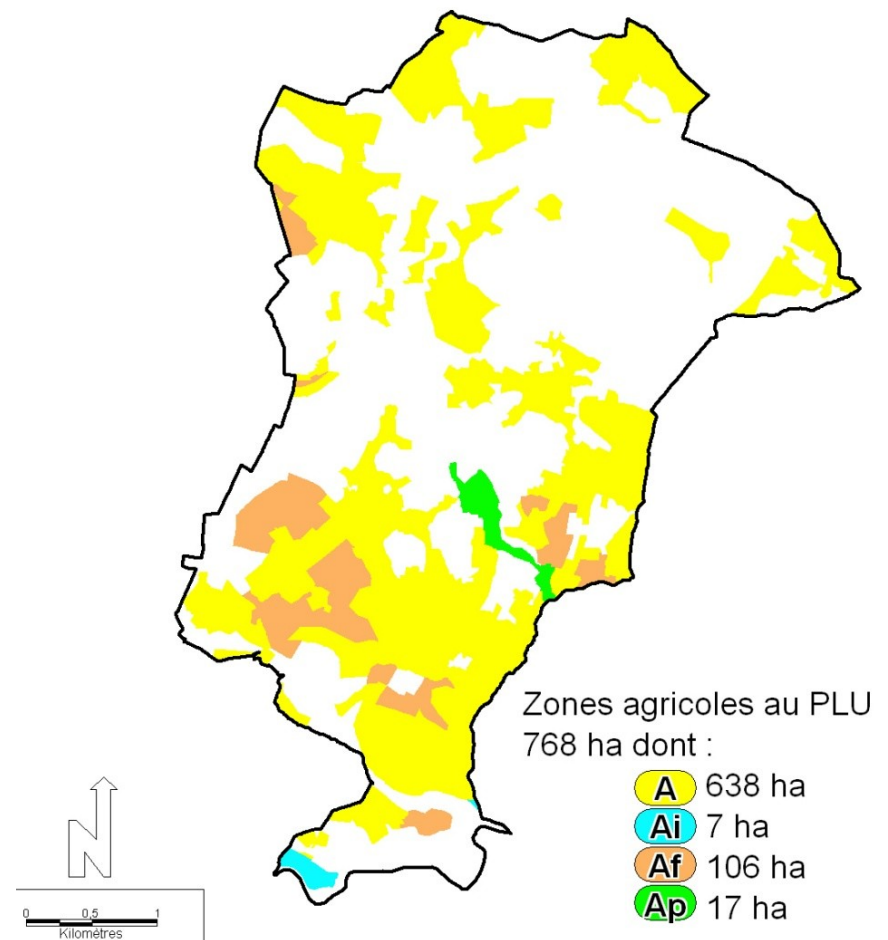 Zones agricoles au PLU
768 ha dont :
A 638 ha
Ai 7 ha
Af 106 ha
Ap 17 ha
N
0 0,5 1
Kilométres